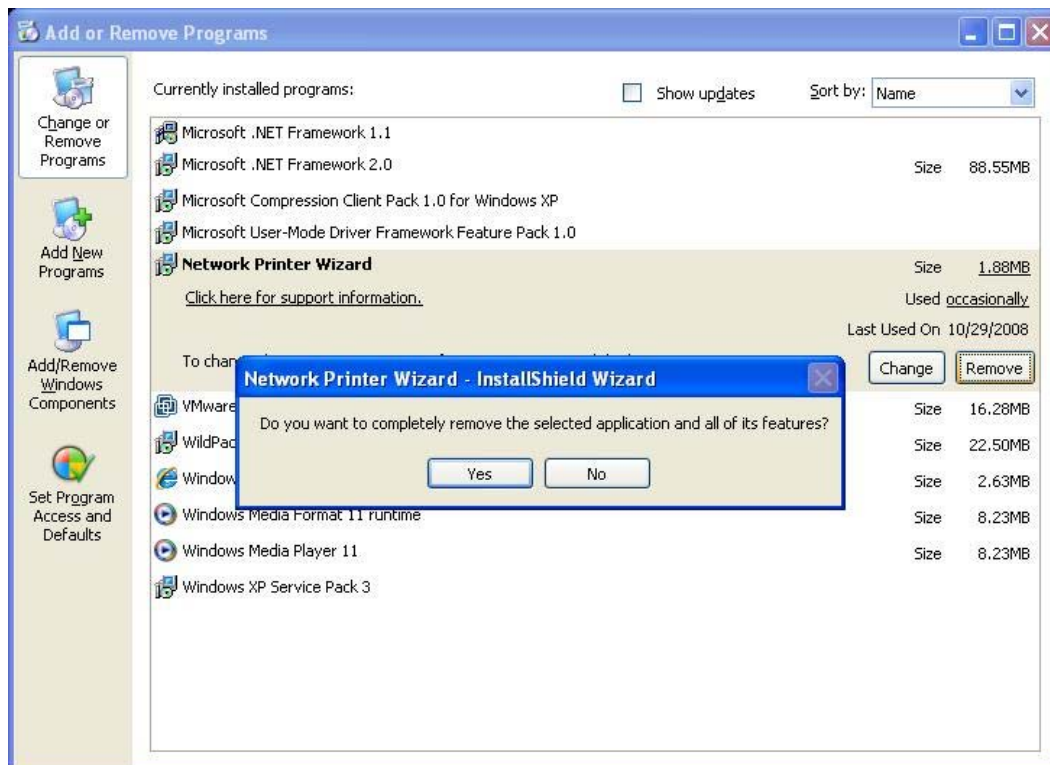 Add or Remove Programs
Change or
Remove
Programs
Add New
Programs
Add/Remove
Windows
Components
Set Program
Access and
Defaults
Currently installed programs:
Show updates
Sort by: Name
Microsoft .NET Framework 1.1
Microsoft .NET Framework 2.0 Size 88.55MB
Microsoft Compression Client Pack 1.0 for Windows XP
Microsoft User-Mode Driver Framework Feature Pack 1.0
Network Printer Wizard Size 1.88MB
Click here for support information. Used occasionally
Last Used On 10/29/2008
To Change Remove
Network Printer Wizard - InstallShield Wizard
Do you want to completely remove the selected application and all of its features?
Yes No
VMware Size 16.28MB
Size 22.50MB
Size 2.63MB
Windows Media Format 11 runtime Size 8.23MB
Windows Media Player 11 Size 8.23MB
Windows XP Service Pack 3